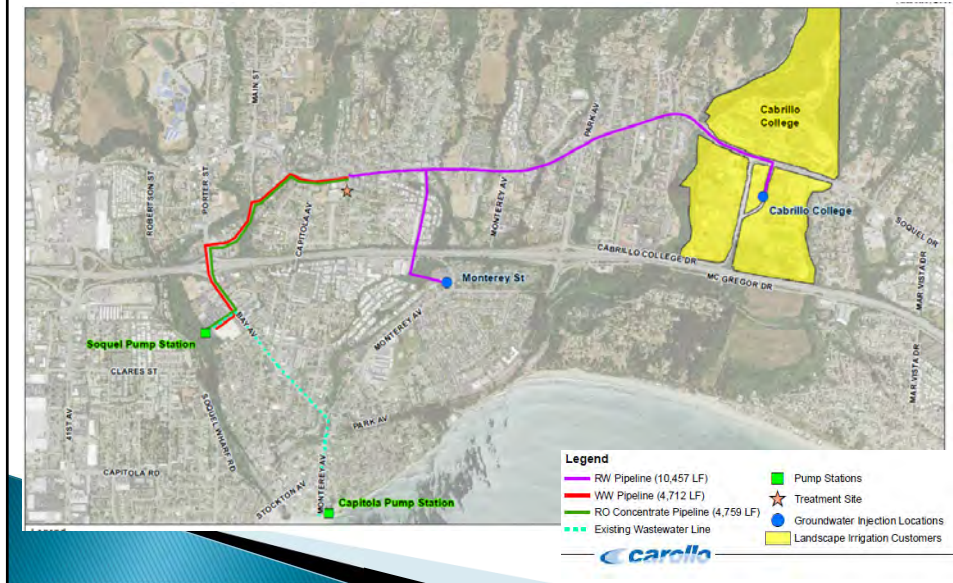 MAIN ST
ROBERTSON ST
PORTER ST
CAPITOLA AV
MONTEREY AV
PARK AV
Cabrillo
College
Cabrillo College
SOQUEL DR
MAR VISTA DR
CABRILLO COLLEGE DR
MC GREGOR DR
Monterey St
MONTEREY AV
BAY AV
Soquel Pump Station
CLARES ST
SOQUEL WHARF RD
41ST AV
PARK AV
MAR VISTA DR
CAPITOLA RD
STOCKTON AV
MONTEREY AV
Capitola Pump Station
Legend
RW Pipeline (10,457 LF)
WW Pipeline (4,712 LF)
RO Concentrate Pipeline (4,759 LF)
Existing Wastewater Line
Pump Stations
Treatment Site
Groundwater Injection Locations
Landscape Irrigation Customers
carollo